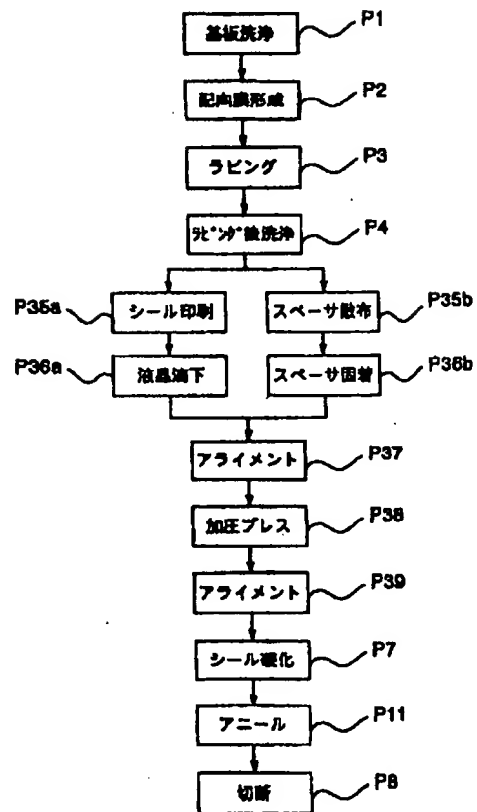 基板洗浄 P1
配向膜形成 P2
ラビング P3
ラビング後洗浄 P4
P35a シール印刷 スペーサ散布 P35b
P36a 液晶滴下 スペーサ固着 P36b
アライメント P37
加圧プレス P38
アライメント P39
シール硬化 P7
アニール P11
切断 P8